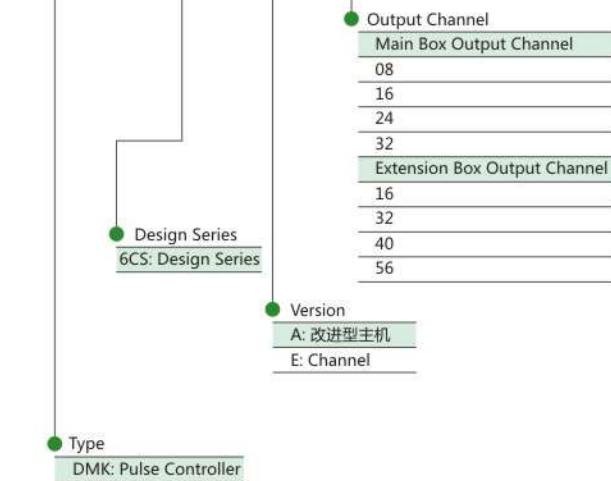 Output Channel
Main Box Output Channel
08
16
24
32
Extension Box Output Channel
16
32
40
56
Design Series
6CS: Design Series
Version
A: 改进型主机
E: Channel
Type
DMK: Pulse Controller